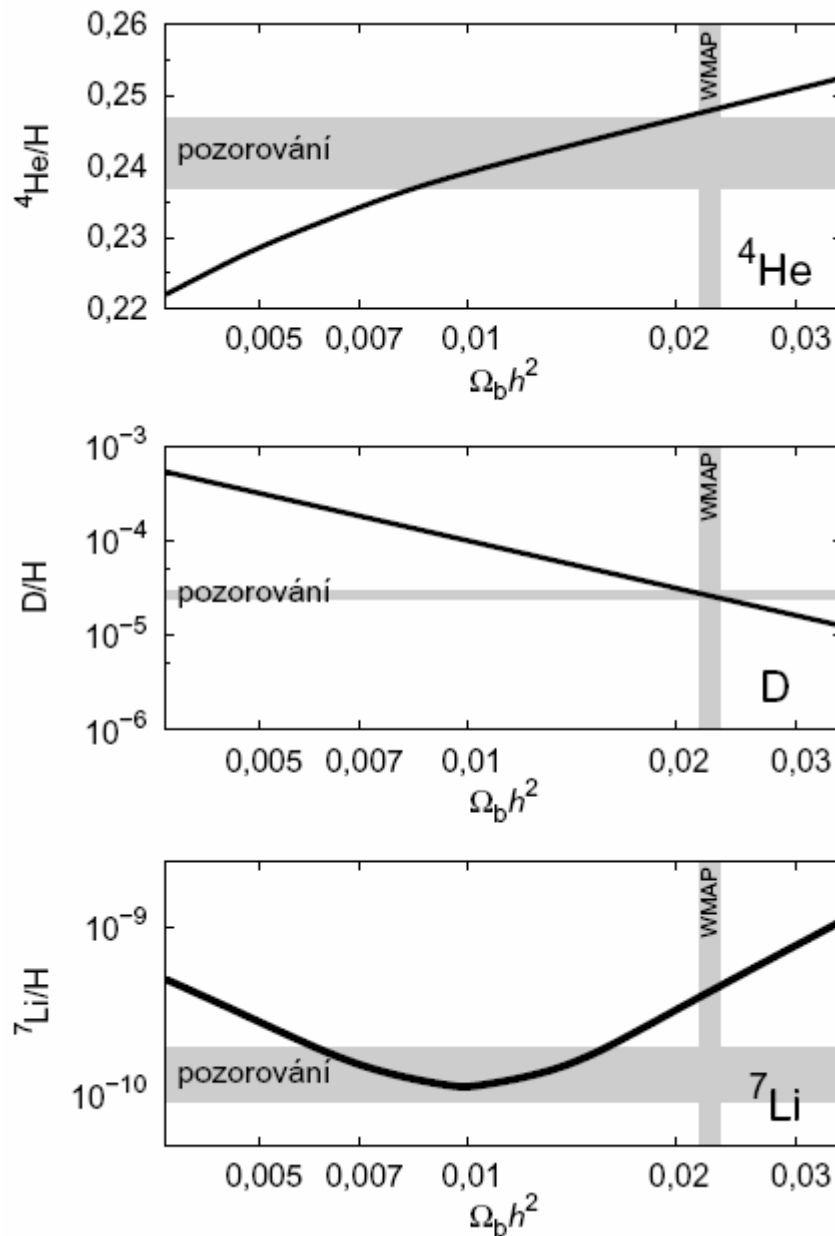 0,26
0,25
0,24
0,23
0,22
⁴He/H
WMAP
pozorování
⁴He
0,005 0,007 0,01 0,02 0,03
Ω_b h²
10⁻³
10⁻⁴
10⁻⁵
10⁻⁶
D/H
WMAP
pozorování
D
0,005 0,007 0,01 0,02 0,03
Ω_b h²
10⁻⁹
10⁻¹⁰
⁷Li/H
WMAP
pozorování
⁷Li
0,005 0,007 0,01 0,02 0,03
Ω_b h²